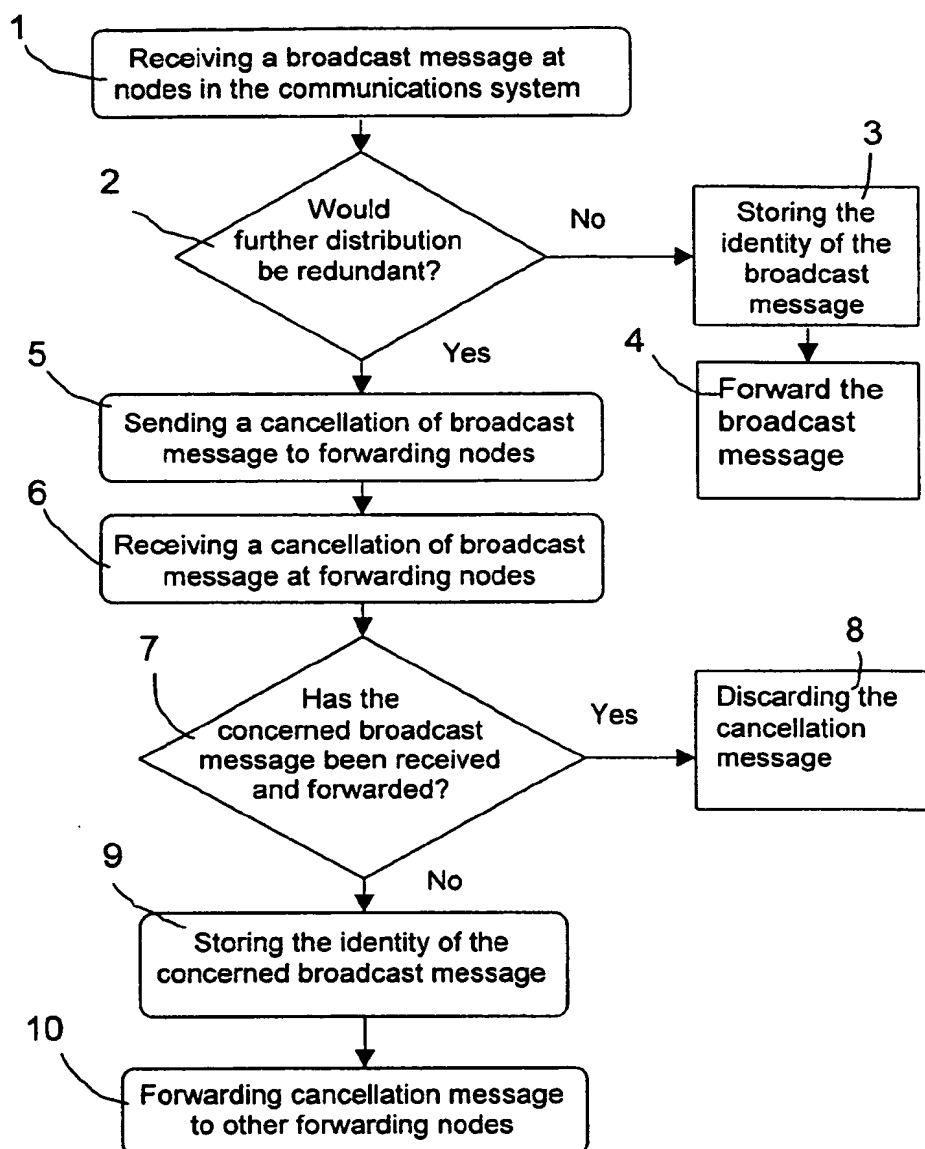 1
Receiving a broadcast message at
nodes in the communications system
2
Would
further distribution
be redundant?
No
3
Storing the
identity of the
broadcast
message
Yes
4
Forward the
broadcast
message
5
Sending a cancellation of broadcast
message to forwarding nodes
6
Receiving a cancellation of broadcast
message at forwarding nodes
7
Has the
concerned broadcast
message been received
and forwarded?
Yes
8
Discarding the
cancellation
message
No
9
Storing the identity of the
concerned broadcast message
10
Forwarding cancellation message
to other forwarding nodes